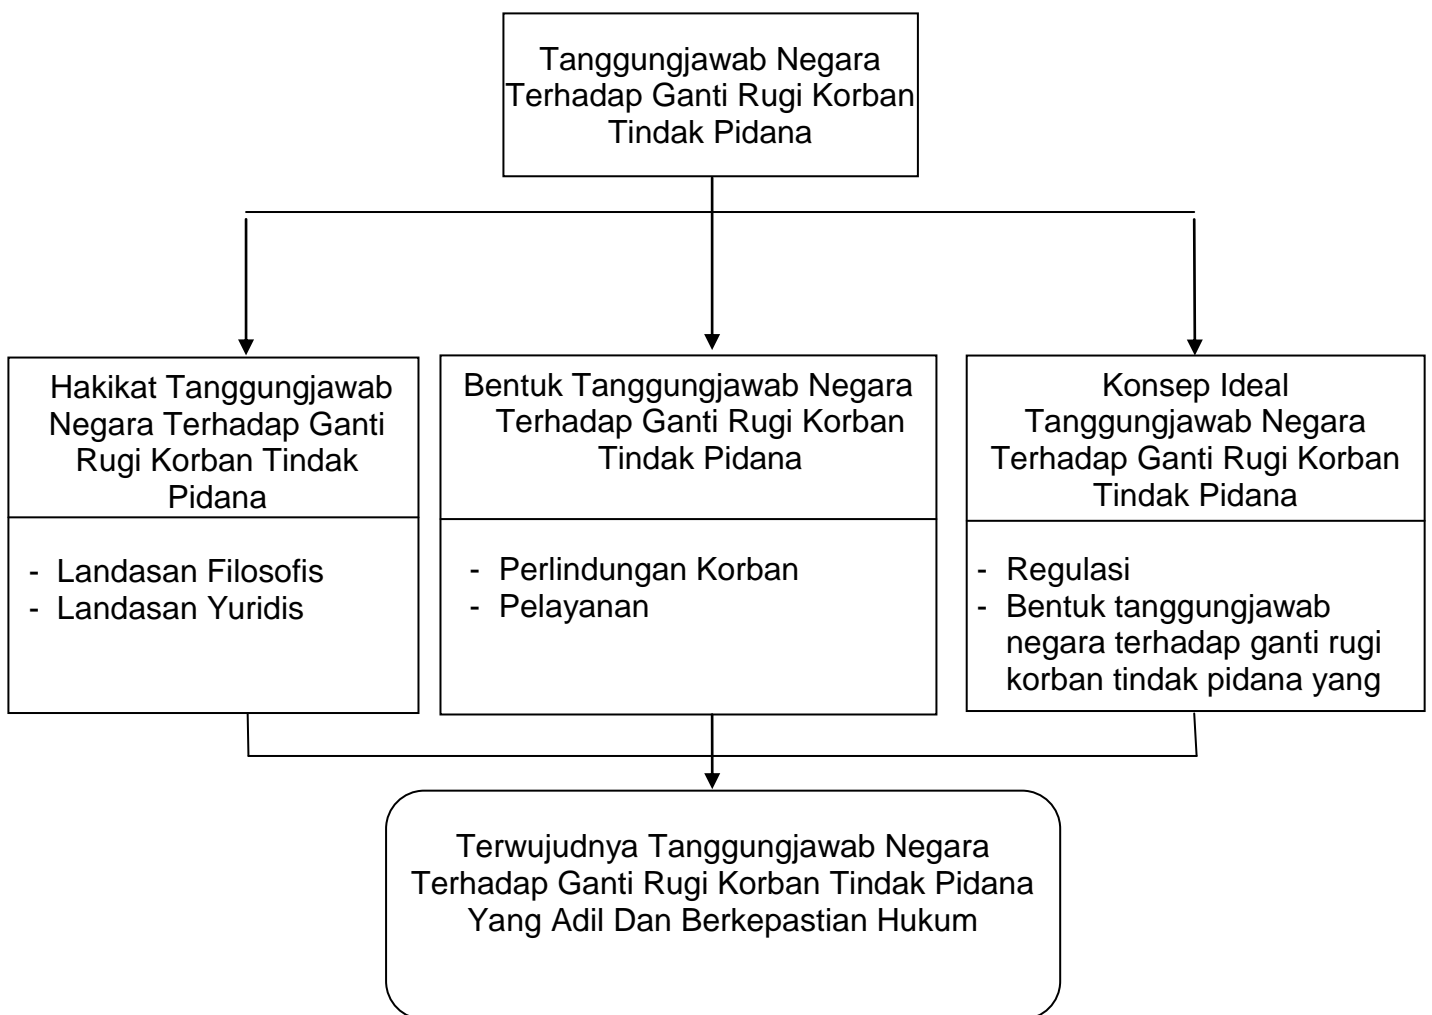 Tanggungjawab Negara
Terhadap Ganti Rugi Korban
Tindak Pidana
Hakikat Tanggungjawab
Negara Terhadap Ganti
Rugi Korban Tindak
Pidana
- Landasan Filosofis
- Landasan Yuridis
Bentuk Tanggungjawab Negara
Terhadap Ganti Rugi Korban
Tindak Pidana
- Perlindungan Korban
- Pelayanan
Konsep Ideal
Tanggungjawab Negara
Terhadap Ganti Rugi Korban
Tindak Pidana
- Regulasi
- Bentuk tanggungjawab
negara terhadap ganti rugi
korban tindak pidana yang
Terwujudnya Tanggungjawab Negara
Terhadap Ganti Rugi Korban Tindak Pidana
Yang Adil Dan Berkepastian Hukum